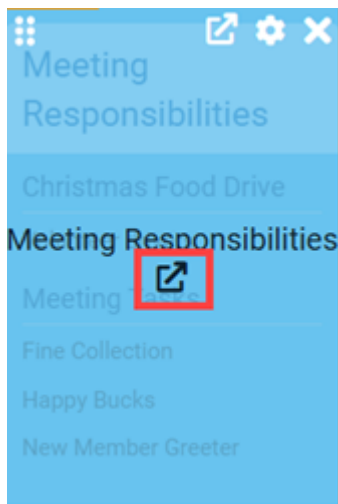 Meeting
Responsibilities
Christmas Food Drive
Meeting Responsibilities
Meeting Tasks
Fine Collection
Happy Bucks
New Member Greeter